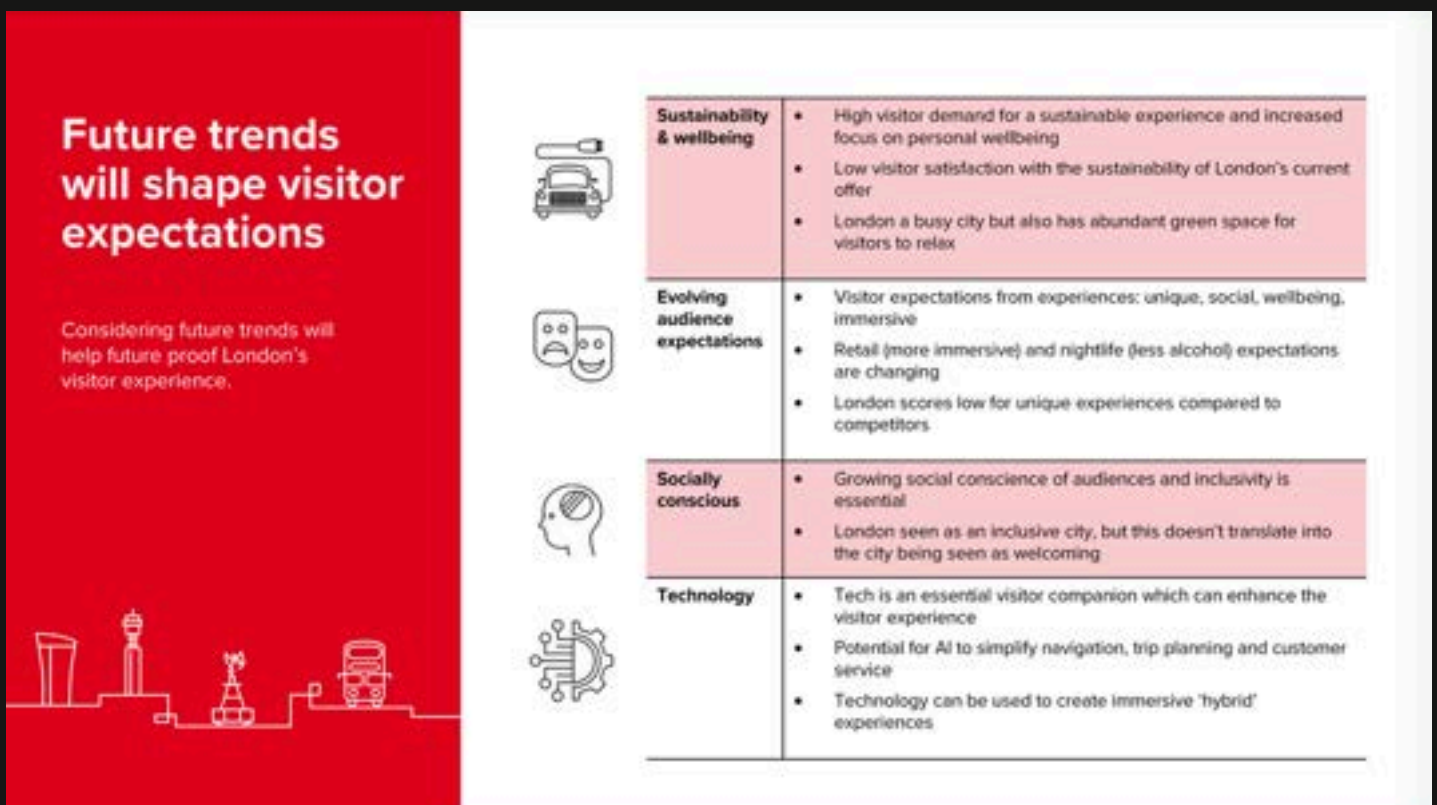 Future trends
will shape visitor
expectations
Considering future trends will
help future proof London's
visitor experience.
Sustainability
& wellbeing
• High visitor demand for a sustainable experience and increased
focus on personal wellbeing
• Low visitor satisfaction with the sustainability of London's current
offer
• London a busy city but also has abundant green space for
visitors to relax
Evolving
audience
expectations
• Visitor expectations from experiences: unique, social, wellbeing,
immersive
• Retail (more immersive) and nightlife (less alcohol) expectations
are changing
• London scores low for unique experiences compared to
competitors
Socially
conscious
• Growing social conscience of audiences and inclusivity is
essential
• London seen as an inclusive city, but this doesn't translate into
the city being seen as welcoming
Technology
• Tech is an essential visitor companion which can enhance the
visitor experience
• Potential for AI to simplify navigation, trip planning and customer
service
• Technology can be used to create immersive 'hybrid'
experiences